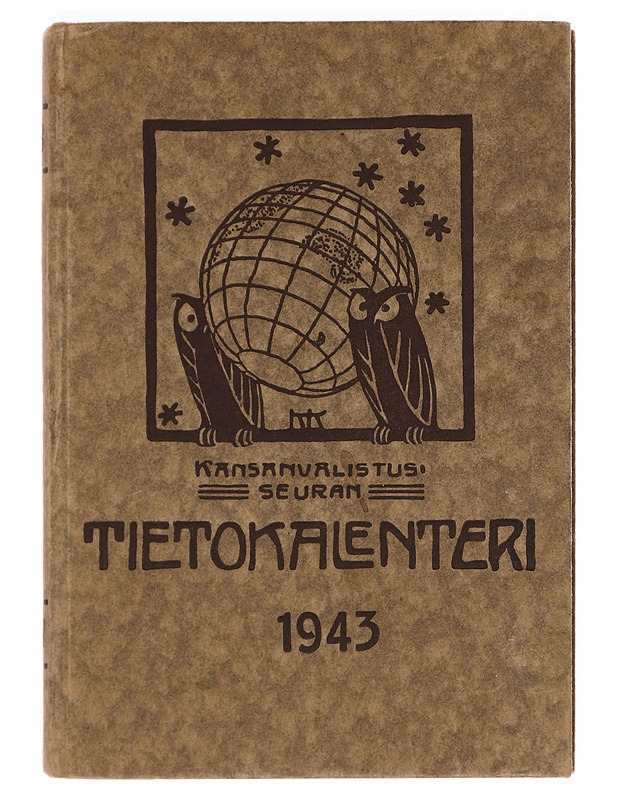 KANSANVALISTUS-
SEURAN
TIETOKALENTERI
1943